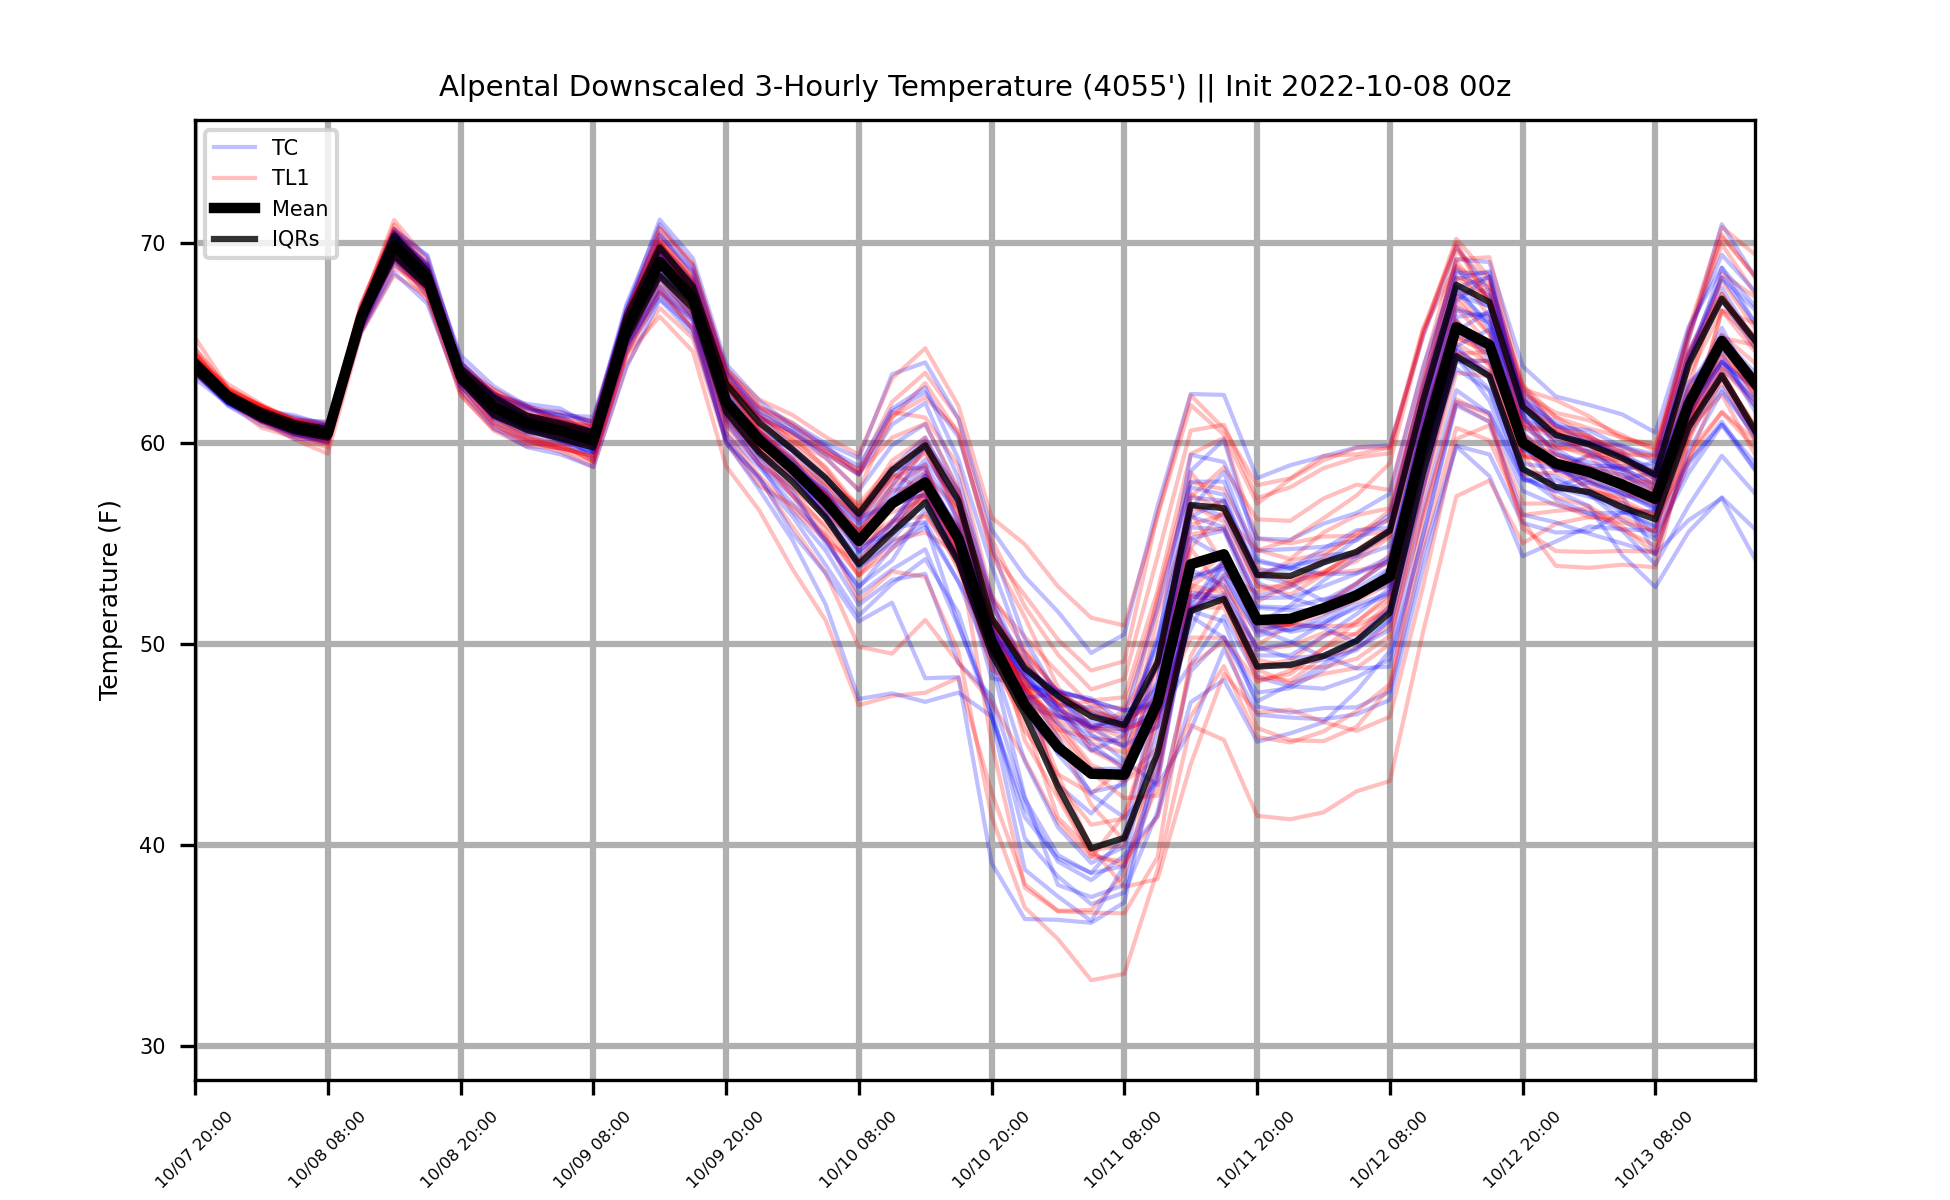 Alpental Downscaled 3-Hourly Temperature (4055') || Init 2022-10-08 00z
TC
TL1
Mean
IQRs
Temperature (F)
70
60
50
40
30
10/07 20:00
10/08 08:00
10/08 20:00
10/09 08:00
10/09 20:00
10/10 08:00
10/10 20:00
10/11 08:00
10/11 20:00
10/12 08:00
10/12 20:00
10/13 08:00